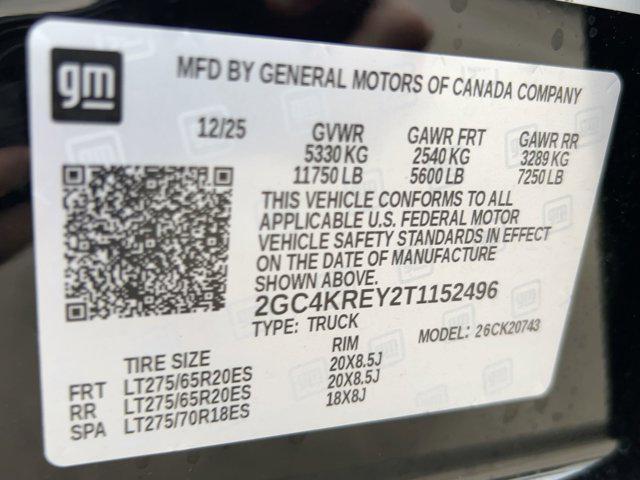 gm
MFD BY GENERAL MOTORS OF CANADA COMPANY
12/25 GVWR GAWR FRT GAWR RR
5330 KG 2540 KG 3289 KG
11750 LB 5600 LB 7250 LB
THIS VEHICLE CONFORMS TO ALL
APPLICABLE U.S. FEDERAL MOTOR
VEHICLE SAFETY STANDARDS IN EFFECT
ON THE DATE OF MANUFACTURE
SHOWN ABOVE.
2GC4KREY2T1152496
TYPE: TRUCK MODEL: 26CK20743
TIRE SIZE RIM
FRT LT275/65R20ES 20X8.5J
RR LT275/65R20ES 20X8.5J
SPA LT275/70R18ES 18X8J